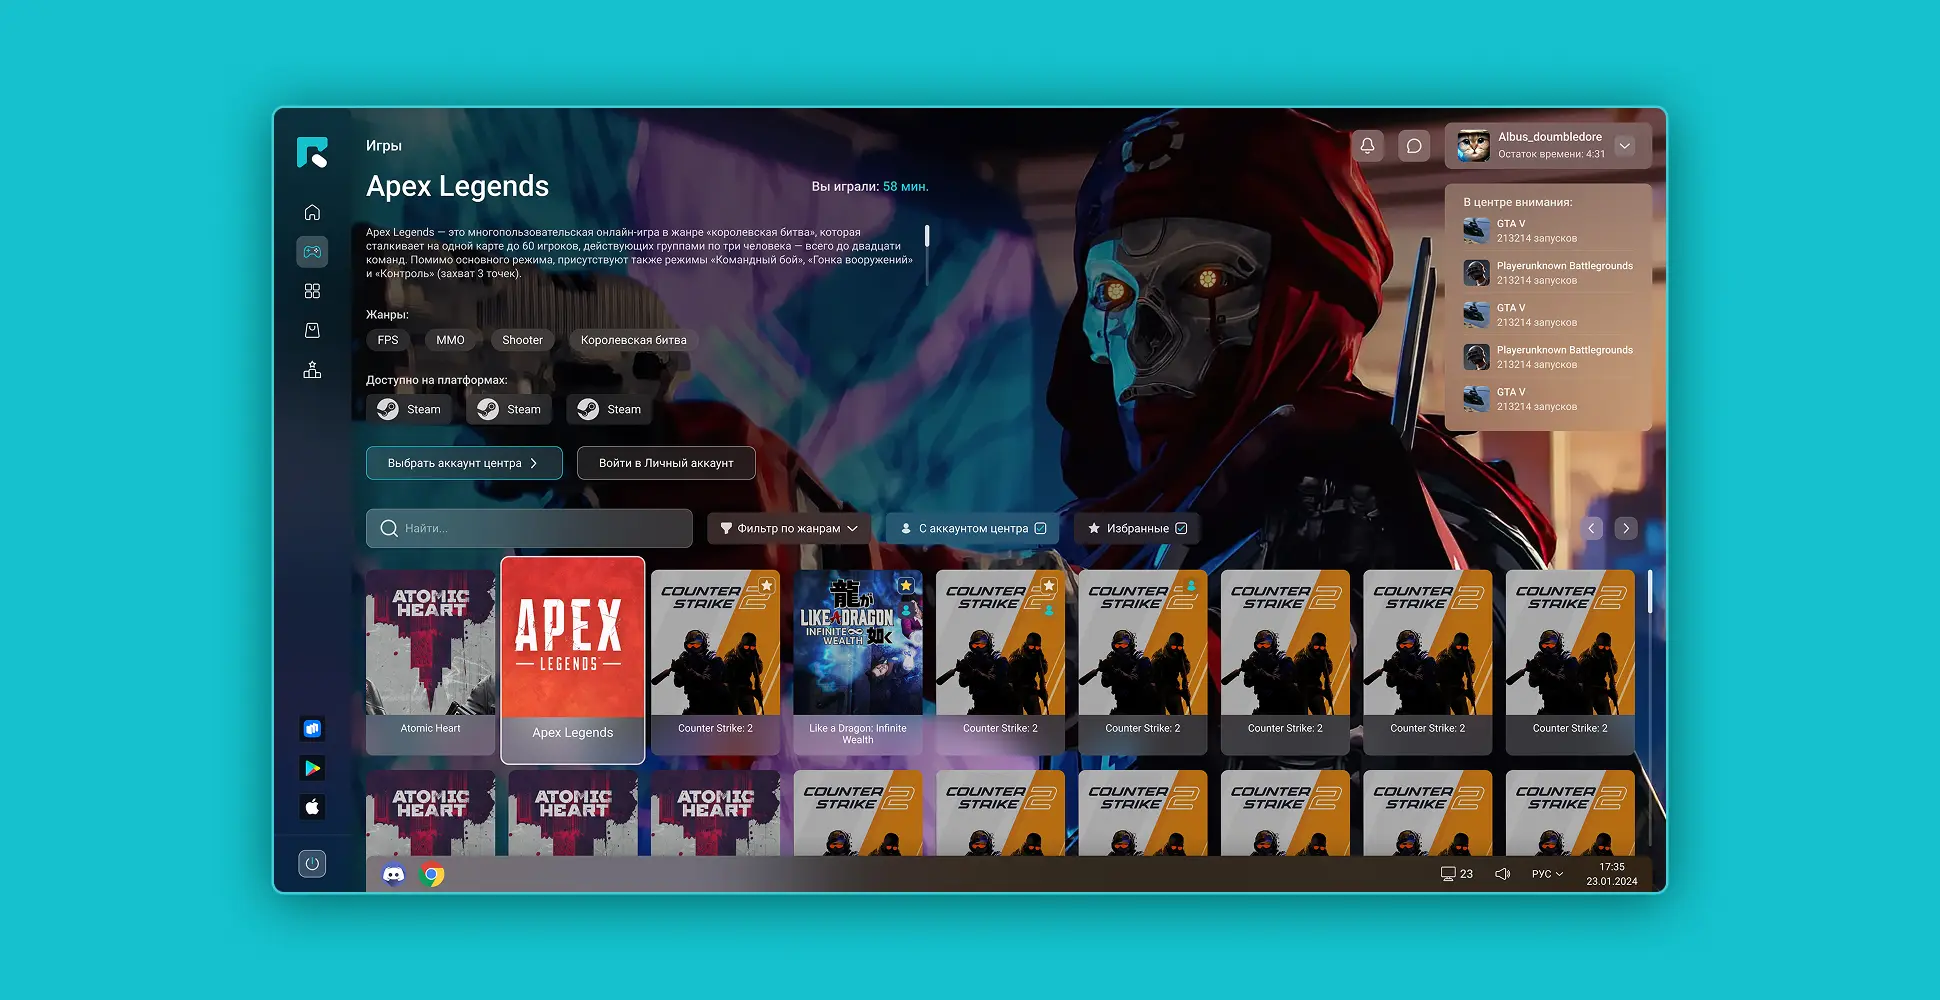 Игры
Albus_doumbledore
Остаток времени: 4:31
Apex Legends
Вы играли: 58 мин.
Apex Legends — это многопользовательская онлайн-игра в жанре «королевская битва», которая
сталкивает на одной карте до 60 игроков, действующих группами по три человека — всего до двадцати
команд. Помимо основного режима, присутствуют также режимы «Командный бой», «Гонка вооружений»
и «Контроль» (захват 3 точек).
В центре внимания:
GTA V
213214 запусков
Playerunknown Battlegrounds
213214 запусков
GTA V
213214 запусков
Playerunknown Battlegrounds
213214 запусков
GTA V
213214 запусков
Жанры:
FPS MMO Shooter Королевская битва
Доступно на платформах:
Steam Steam Steam
Выбрать аккаунт центра Войти в Личный аккаунт
Найти...
Фильтр по жанрам С аккаунтом центра Избранные
ATOMIC
HEART
Atomic Heart
APEX
LEGENDS
Apex Legends
COUNTER
STRIKE 2
Counter Strike: 2
龍が
LIKE A DRAGON
INFINITE WEALTH
如く
Like a Dragon: Infinite
Wealth
COUNTER
STRIKE 2
Counter Strike: 2
COUNTER
STRIKE 2
Counter Strike: 2
COUNTER
STRIKE 2
Counter Strike: 2
COUNTER
STRIKE 2
Counter Strike: 2
COUNTER
STRIKE 2
Counter Strike: 2
ATOMIC
HEART
ATOMIC
HEART
ATOMIC
HEART
COUNTER
STRIKE 2
COUNTER
STRIKE 2
COUNTER
STRIKE 2
COUNTER
STRIKE 2
COUNTER
STRIKE 2
COUNTER
STRIKE 2
23 РУС 17:35
23.01.2024